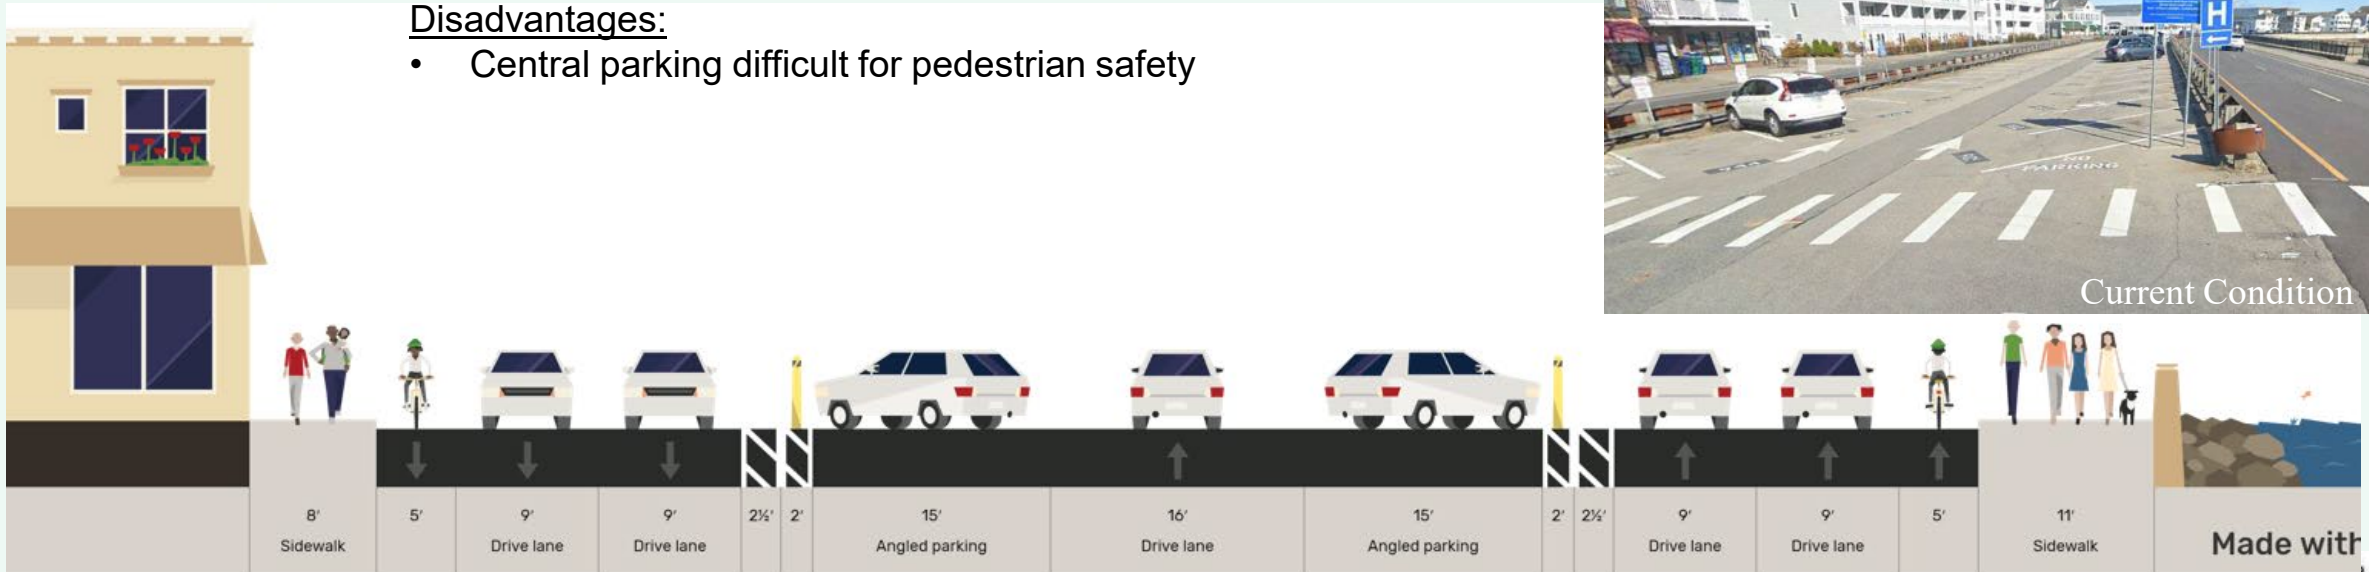 Disadvantages:
• Central parking difficult for pedestrian safety
H
NO
PARKING
Current Condition
8' 5' 9' 9' 2½' 2' 15' 16' 15' 2' 2½' 9' 9' 5' 11'
Sidewalk Drive lane Drive lane Angled parking Drive lane Angled parking Drive lane Drive lane Sidewalk
Made with